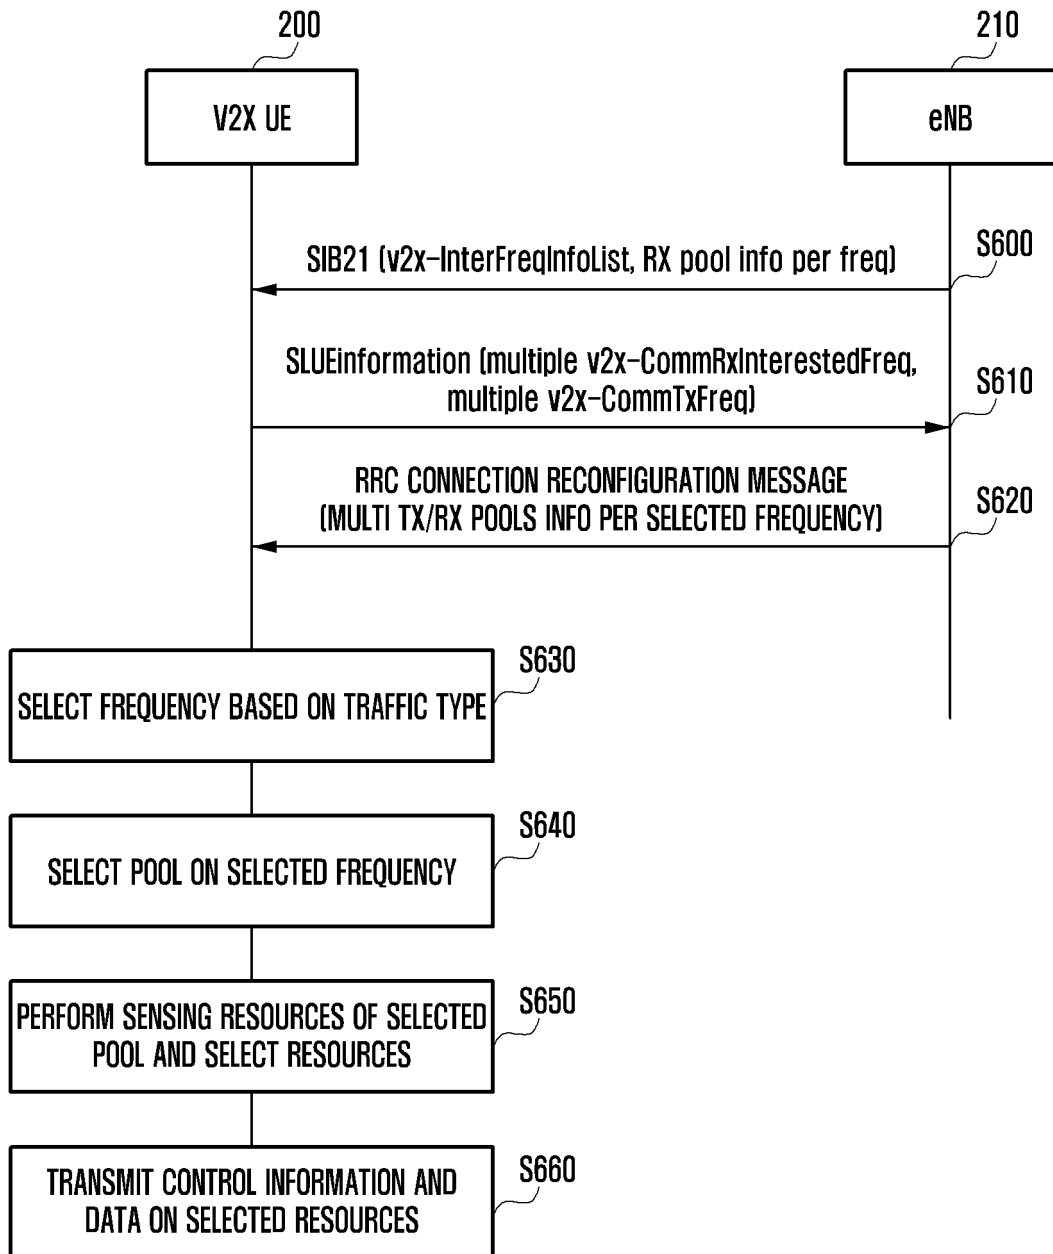 200
210
V2X UE
eNB
S600
SIB21 (v2x-InterFreqInfoList, RX pool info per freq)
SLUEinformation (multiple v2x-CommRxInterestedFreq,
multiple v2x-CommTxFreq)
S610
RRC CONNECTION RECONFIGURATION MESSAGE
(MULTI TX/RX POOLS INFO PER SELECTED FREQUENCY)
S620
S630
SELECT FREQUENCY BASED ON TRAFFIC TYPE
S640
SELECT POOL ON SELECTED FREQUENCY
S650
PERFORM SENSING RESOURCES OF SELECTED
POOL AND SELECT RESOURCES
S660
TRANSMIT CONTROL INFORMATION AND
DATA ON SELECTED RESOURCES